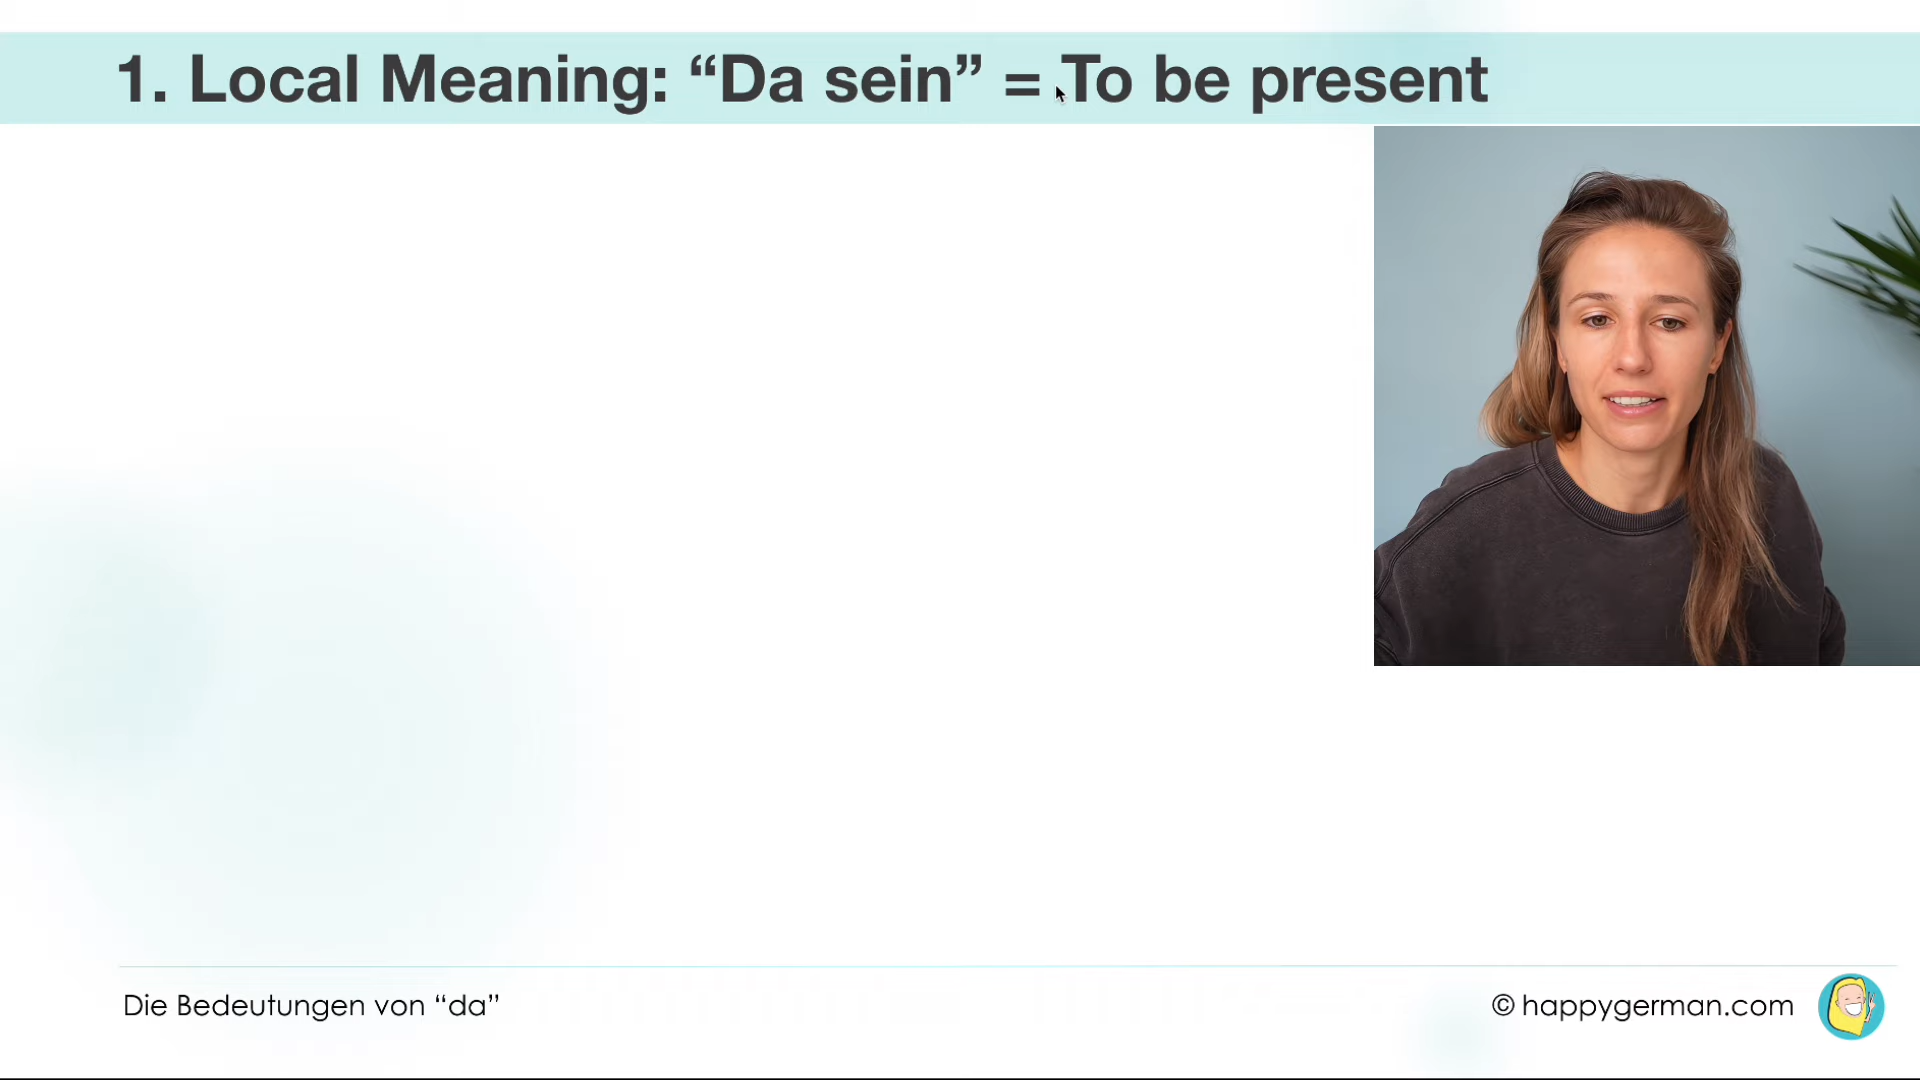 1. Local Meaning: “Da sein” = To be present
Die Bedeutungen von “da”
© happygerman.com